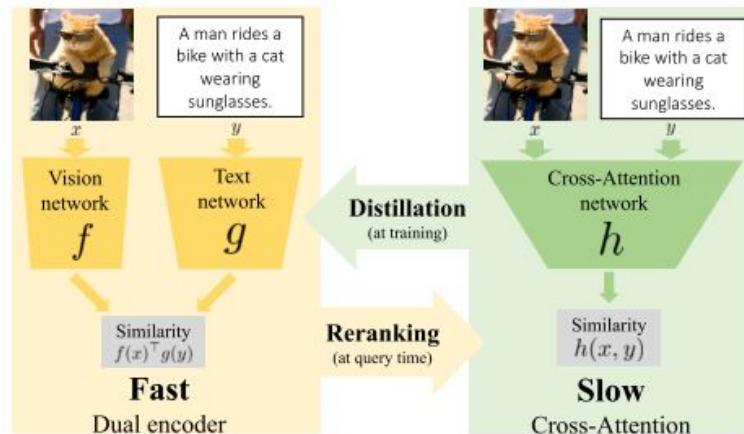 A man rides a
bike with a cat
wearing
sunglasses.
x
y
Vision
network
f
Text
network
g
Similarity
f(x)ᵀg(y)
Fast
Dual encoder
Distillation
(at training)
Reranking
(at query time)
A man rides a
bike with a cat
wearing
sunglasses.
x
y
Cross-Attention
network
h
Similarity
h(x, y)
Slow
Cross-Attention